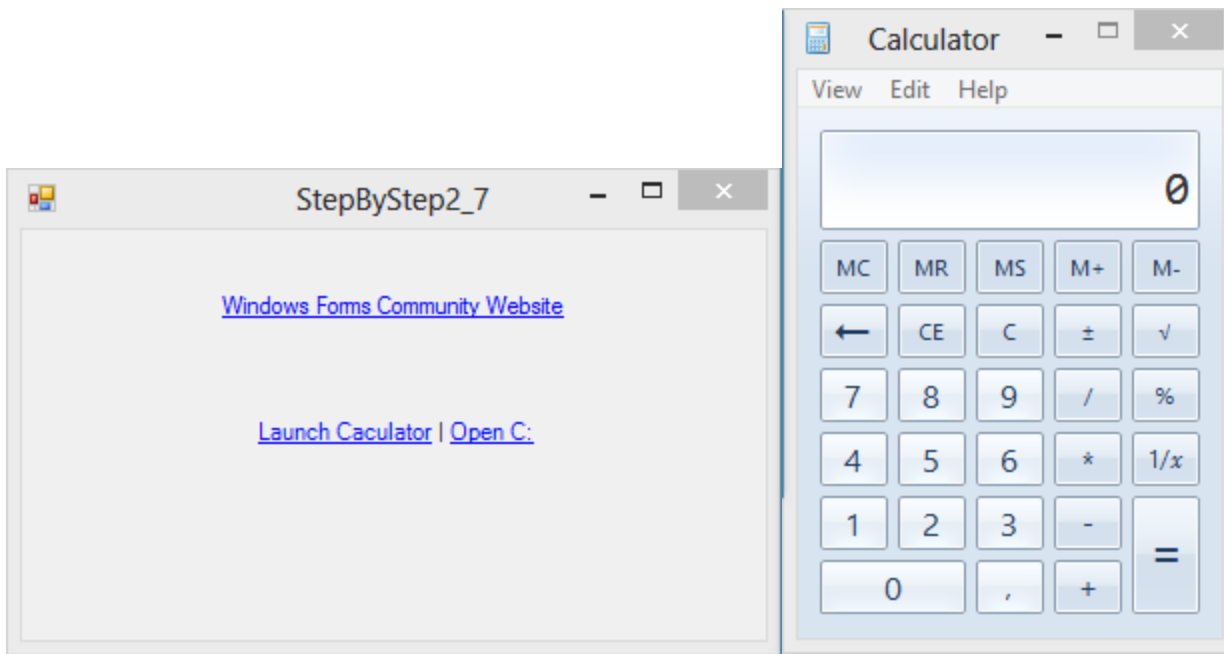 StepByStep2_7
Windows Forms Community Website
Launch Caculator | Open C:
Calculator
View Edit Help
0
MC MR MS M+ M-
← CE C ± √
7 8 9 / %
4 5 6 * 1/x
1 2 3 - =
0 , +